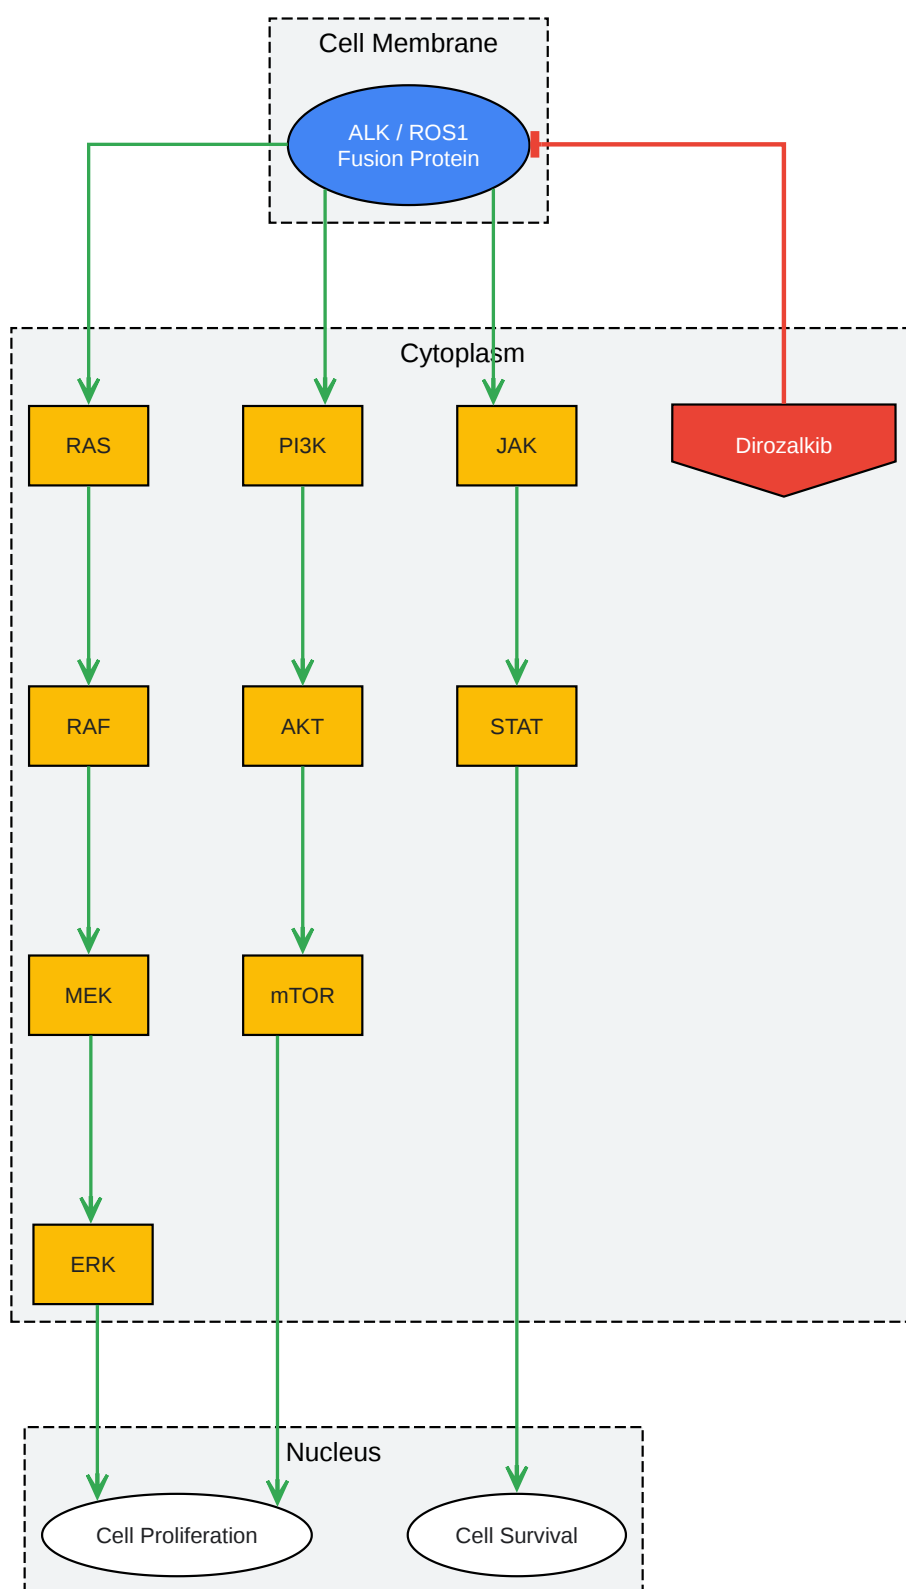 Cell Membrane
ALK / ROS1
Fusion Protein
Cytoplasm
RAS
PI3K
JAK
Dirozalkib
RAF
AKT
STAT
MEK
mTOR
ERK
Nucleus
Cell Proliferation
Cell Survival